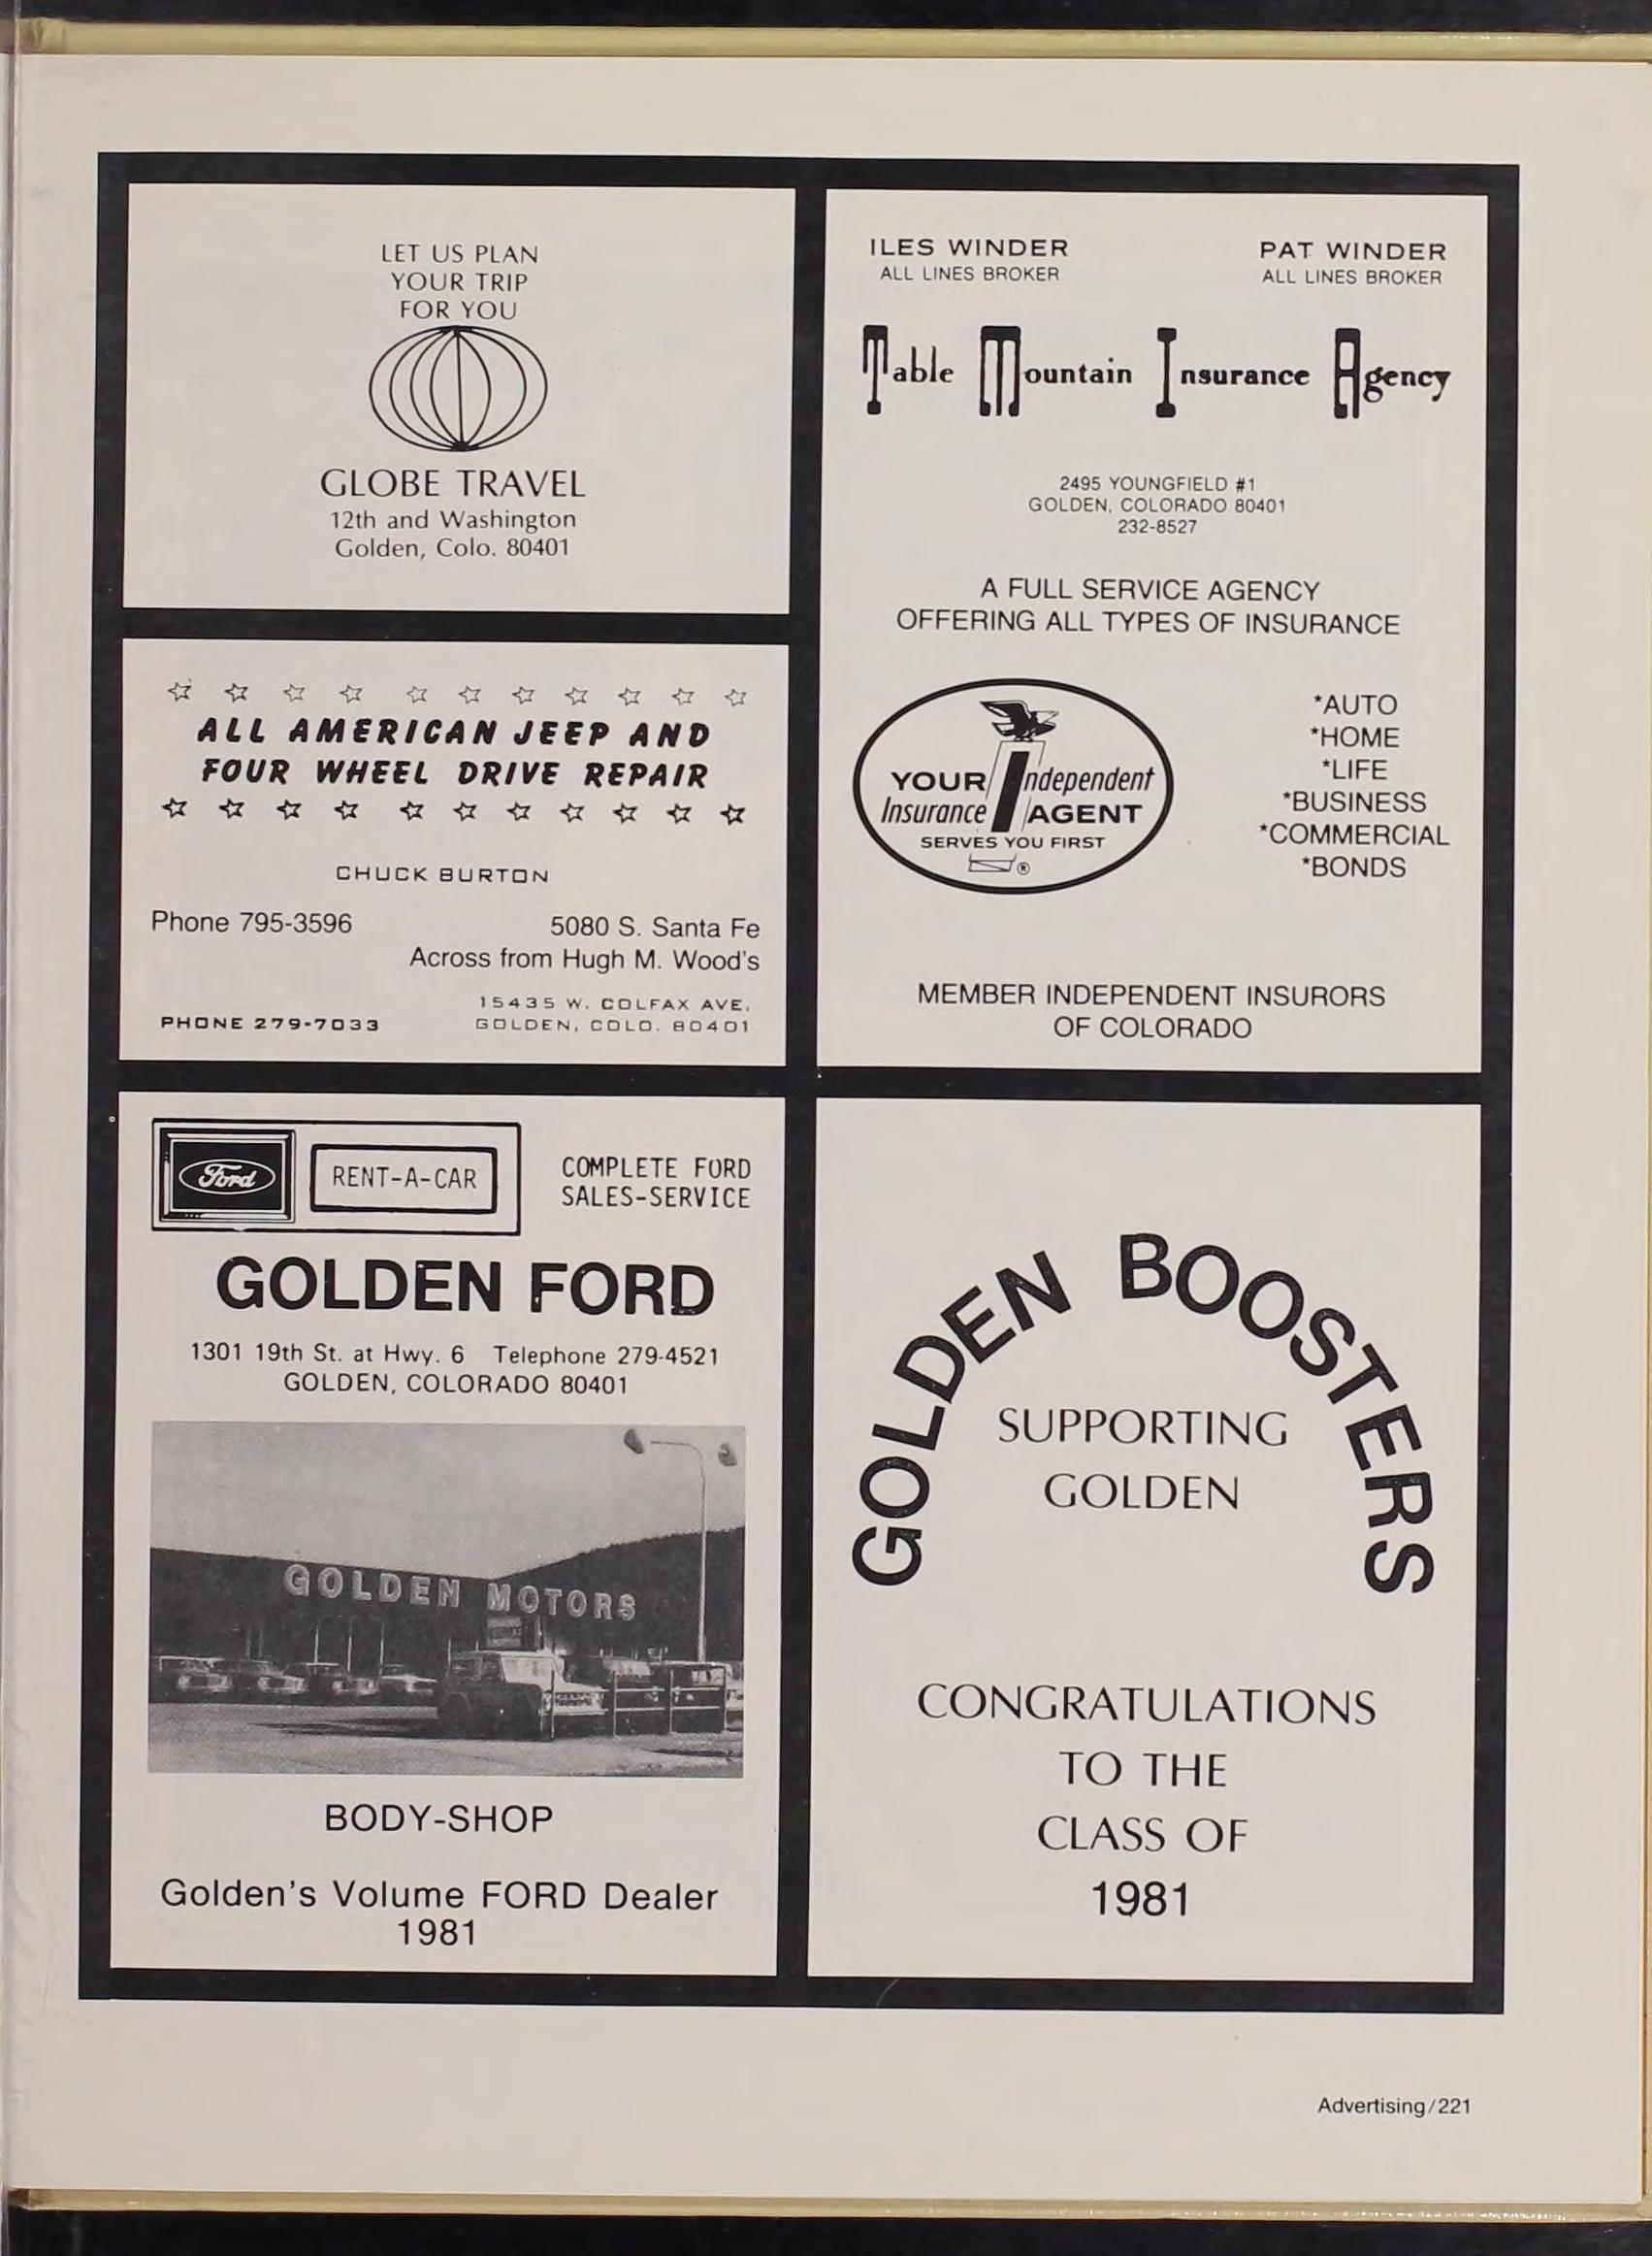 LET US PLAN
YOUR TRIP
FOR YOU
GLOBE TRAVEL
12th and Washington
Golden, Colo. 80401
ALL AMERICAN JEEP AND
FOUR WHEEL DRIVE REPAIR
CHUCK BURTON
Phone 795-3596
5080 S. Santa Fe
Across from Hugh M. Wood's
PHONE 279-7033
15435 W. COLFAX AVE.
GOLDEN, COLO. 80401
ILES WINDER
ALL LINES BROKER
PAT WINDER
ALL LINES BROKER
Table Mountain Insurance Agency
2495 YOUNGFIELD #1
GOLDEN, COLORADO 80401
232-8527
A FULL SERVICE AGENCY
OFFERING ALL TYPES OF INSURANCE
YOUR Independent
Insurance AGENT
SERVES YOU FIRST
®
*AUTO
*HOME
*LIFE
*BUSINESS
*COMMERCIAL
*BONDS
MEMBER INDEPENDENT INSURORS
OF COLORADO
Ford
RENT-A-CAR
COMPLETE FORD
SALES-SERVICE
GOLDEN FORD
1301 19th St. at Hwy. 6 Telephone 279-4521
GOLDEN, COLORADO 80401
GOLDEN MOTORS
BODY-SHOP
Golden's Volume FORD Dealer
1981
GOLDEN BOOSTERS
SUPPORTING
GOLDEN
CONGRATULATIONS
TO THE
CLASS OF
1981
Advertising/221